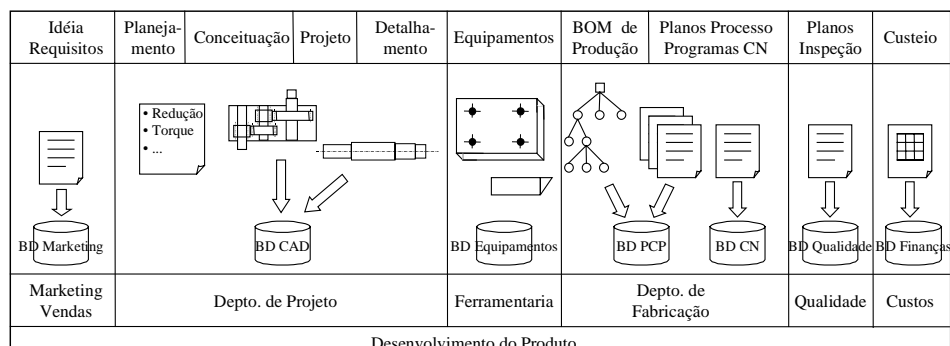 Idéia
Requisitos
Planeja-
mento
Conceituação
Projeto
Detalha-
mento
Equipamentos
BOM de
Produção
Planos Processo
Programas CN
Planos
Inspeção
Custeio
• Redução
• Torque
• ...
BD Marketing
BD CAD
BD Equipamentos
BD PCP
BD CN
BD Qualidade
BD Finanças
Marketing
Vendas
Depto. de Projeto
Ferramentaria
Depto. de
Fabricação
Qualidade
Custos
Desenvolvimento do Produto